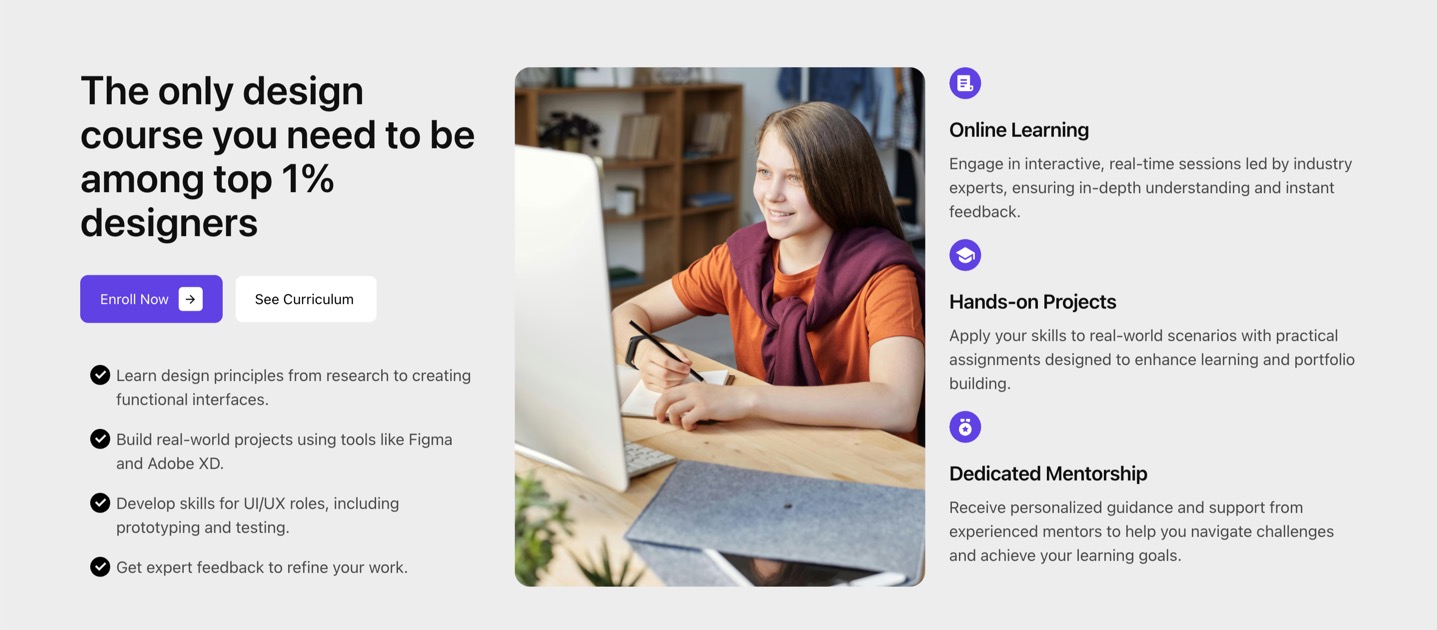 The only design
course you need to be
among top 1%
designers
Enroll Now
See Curriculum
Learn design principles from research to creating
functional interfaces.
Build real-world projects using tools like Figma
and Adobe XD.
Develop skills for UI/UX roles, including
prototyping and testing.
Get expert feedback to refine your work.
Online Learning
Engage in interactive, real-time sessions led by industry
experts, ensuring in-depth understanding and instant
feedback.
Hands-on Projects
Apply your skills to real-world scenarios with practical
assignments designed to enhance learning and portfolio
building.
Dedicated Mentorship
Receive personalized guidance and support from
experienced mentors to help you navigate challenges
and achieve your learning goals.